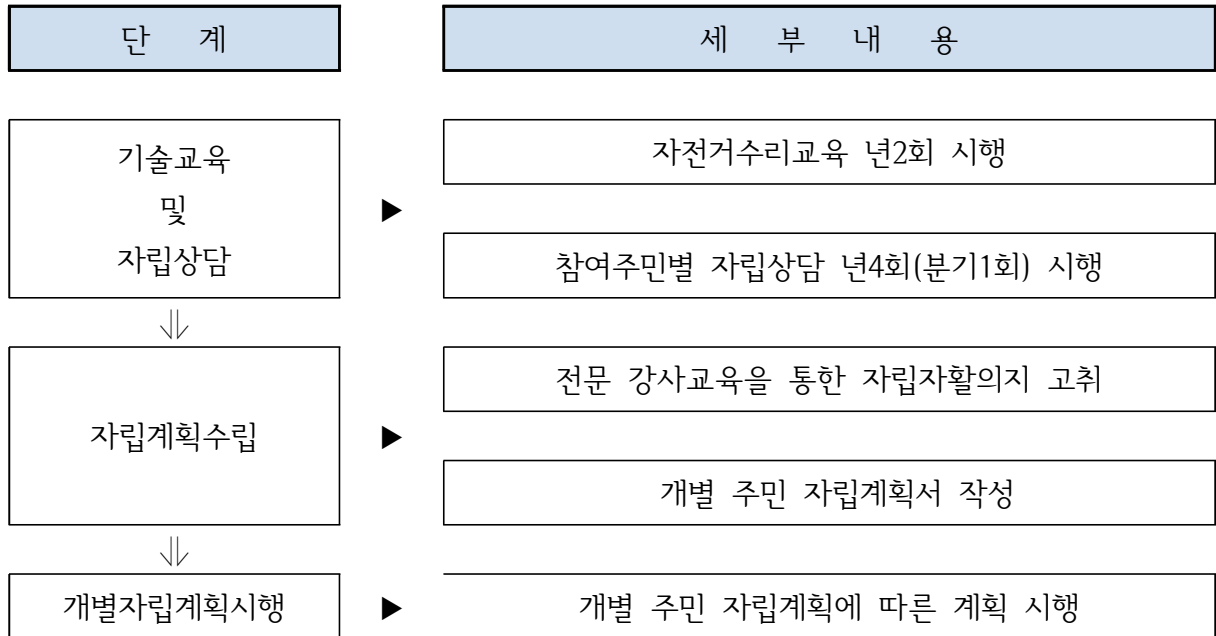 단 계
세 부 내 용
기술교육
및
자립상담
▶
자전거수리교육 년2회 시행
참여주민별 자립상담 년4회(분기1회) 시행
⇓
자립계획수립
▶
전문 강사교육을 통한 자립자활의지 고취
개별 주민 자립계획서 작성
⇓
개별자립계획시행
▶
개별 주민 자립계획에 따른 계획 시행